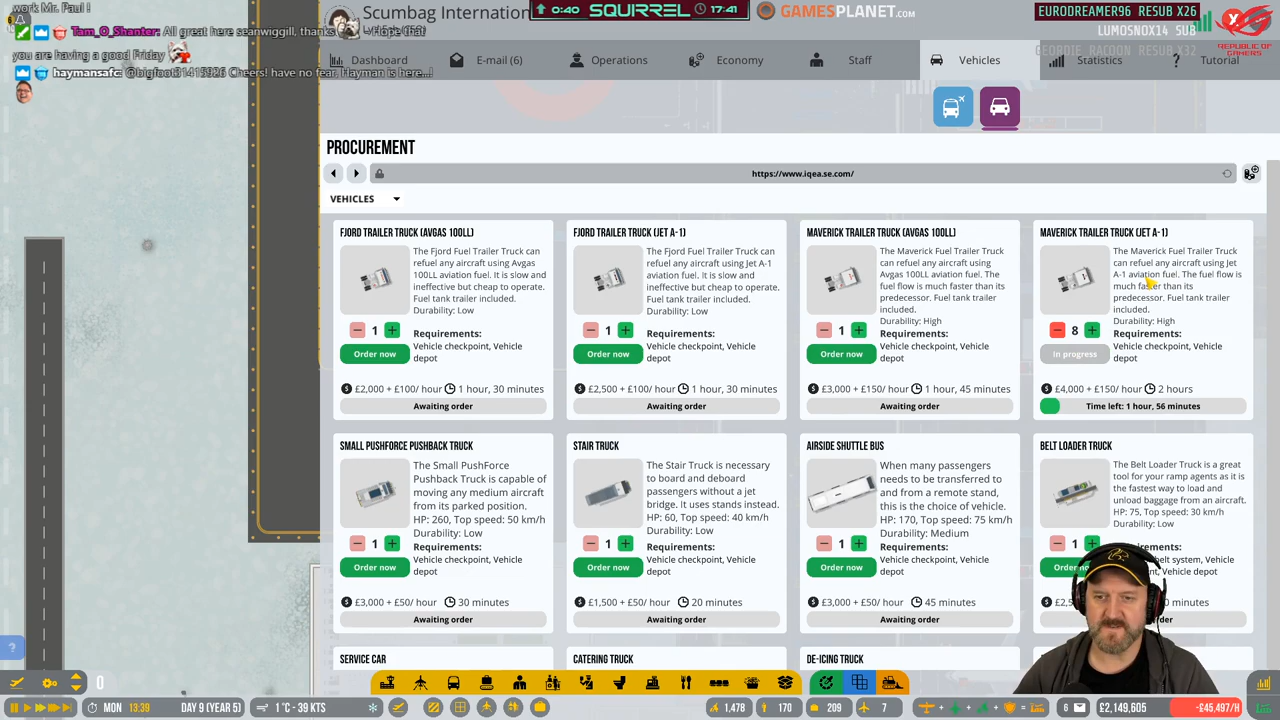 work Mr. Paul !
Tam_O_Shanter: All great here seanwiggill, thanks - Hope that
you are having a good Friday
haymansafc: @bigfoot31415926 Cheers! have no fear, Hayman is here...!
Scumbag Internation
0:40 SQUIRREL 17:41
GAMESPLANET.COM
EURODREAMER96 RESUB X26
LUMOSNOX14 SUB
GEORDIE_RACOON RESUB X32
REPUBLIC OF GAMERS
Dashboard
E-mail (6)
Operations
Economy
Staff
Vehicles
Statistics
Tutorial
PROCUREMENT
https://www.iqea.se.com/
VEHICLES
FJORD TRAILER TRUCK (AVGAS 100LL)
The Fjord Fuel Trailer Truck can
refuel any aircraft using Avgas
100LL aviation fuel. It is slow and
ineffective but cheap to operate.
Fuel tank trailer included.
Durability: Low
1
Requirements:
Order now
Vehicle checkpoint, Vehicle
depot
£2,000 + £100/ hour 1 hour, 30 minutes
Awaiting order
FJORD TRAILER TRUCK (JET A-1)
The Fjord Fuel Trailer Truck can
refuel any aircraft using Jet A-1
aviation fuel. It is slow and
ineffective but cheap to operate.
Fuel tank trailer included.
Durability: Low
1
Requirements:
Order now
Vehicle checkpoint, Vehicle
depot
£2,500 + £100/ hour 1 hour, 30 minutes
Awaiting order
MAVERICK TRAILER TRUCK (AVGAS 100LL)
The Maverick Fuel Trailer Truck
can refuel any aircraft using
Avgas 100LL aviation fuel. The
fuel flow is much faster than its
predecessor. Fuel tank trailer
included.
Durability: High
1
Requirements:
Order now
Vehicle checkpoint, Vehicle
depot
£3,000 + £150/ hour 1 hour, 45 minutes
Awaiting order
MAVERICK TRAILER TRUCK (JET A-1)
The Maverick Fuel Trailer Truck
can refuel any aircraft using Jet
A-1 aviation fuel. The fuel flow is
much faster than its
predecessor. Fuel tank trailer
included.
Durability: High
8
Requirements:
In progress
Vehicle checkpoint, Vehicle
depot
£4,000 + £150/ hour 2 hours
Time left: 1 hour, 56 minutes
SMALL PUSHFORCE PUSHBACK TRUCK
The Small PushForce
Pushback Truck is capable of
moving any medium aircraft
from its parked position.
HP: 260, Top speed: 50 km/h
Durability: Low
1
Requirements:
Order now
Vehicle checkpoint, Vehicle
depot
£3,000 + £50/ hour 30 minutes
Awaiting order
STAIR TRUCK
The Stair Truck is necessary
to board and deboard
passengers without a jet
bridge. It uses stands instead.
HP: 60, Top speed: 40 km/h
Durability: Low
1
Requirements:
Order now
Vehicle checkpoint, Vehicle
depot
£1,500 + £50/ hour 20 minutes
Awaiting order
AIRSIDE SHUTTLE BUS
When many passengers
needs to be transferred to
and from a remote stand,
this is the choice of vehicle.
HP: 170, Top speed: 75 km/h
Durability: Medium
1
Requirements:
Order now
Vehicle checkpoint, Vehicle
depot
£3,000 + £50/ hour 45 minutes
Awaiting order
BELT LOADER TRUCK
The Belt Loader Truck is a great
tool for your ramp agents as it is
the fastest way to load and
unload baggage from an aircraft.
HP: 75, Top speed: 30 km/h
Durability: Low
1
SERVICE CAR
CATERING TRUCK
DE-ICING TRUCK
0
MON 13:39
DAY 9 (YEAR 5)
1 °C - 39 KTS
1,478
170
209
7
6
£2,149,605
-£45,497/H